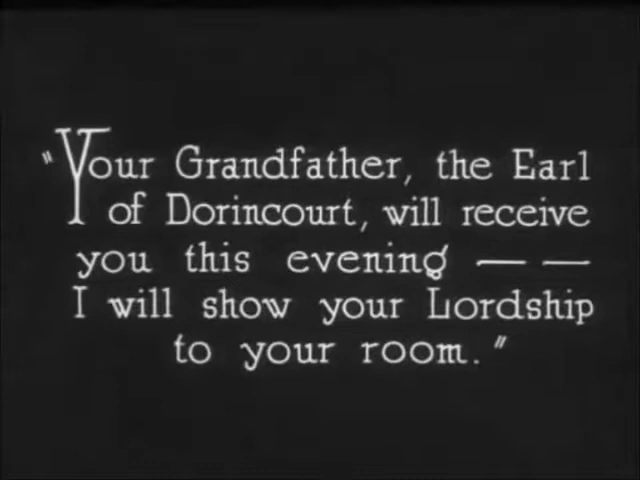 "Your Grandfather, the Earl
of Dorincourt, will receive
you this evening — —
I will show your Lordship
to your room."